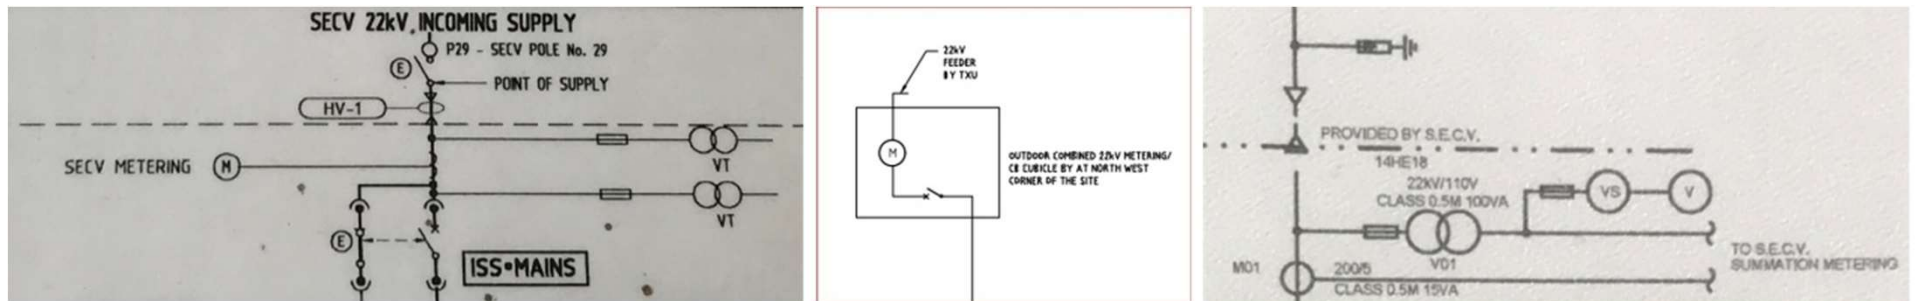 SECV 22kV, INCOMING SUPPLY
P29 - SECV POLE No. 29
E
POINT OF SUPPLY
HV-1
SECV METERING
M
VT
VT
E
ISS•MAINS
22kV
FEEDER
BY TXU
M
OUTDOOR COMBINED 22kV METERING/
CB CUBICLE BY AT NORTH WEST
CORNER OF THE SITE
PROVIDED BY S.E.C.V.
14HE18
22kV/110V
CLASS 0.5M 100VA
VS
V
V01
TO S.E.C.V.
SUMMATION METERING
M01
200/5
CLASS 0.5M 15VA